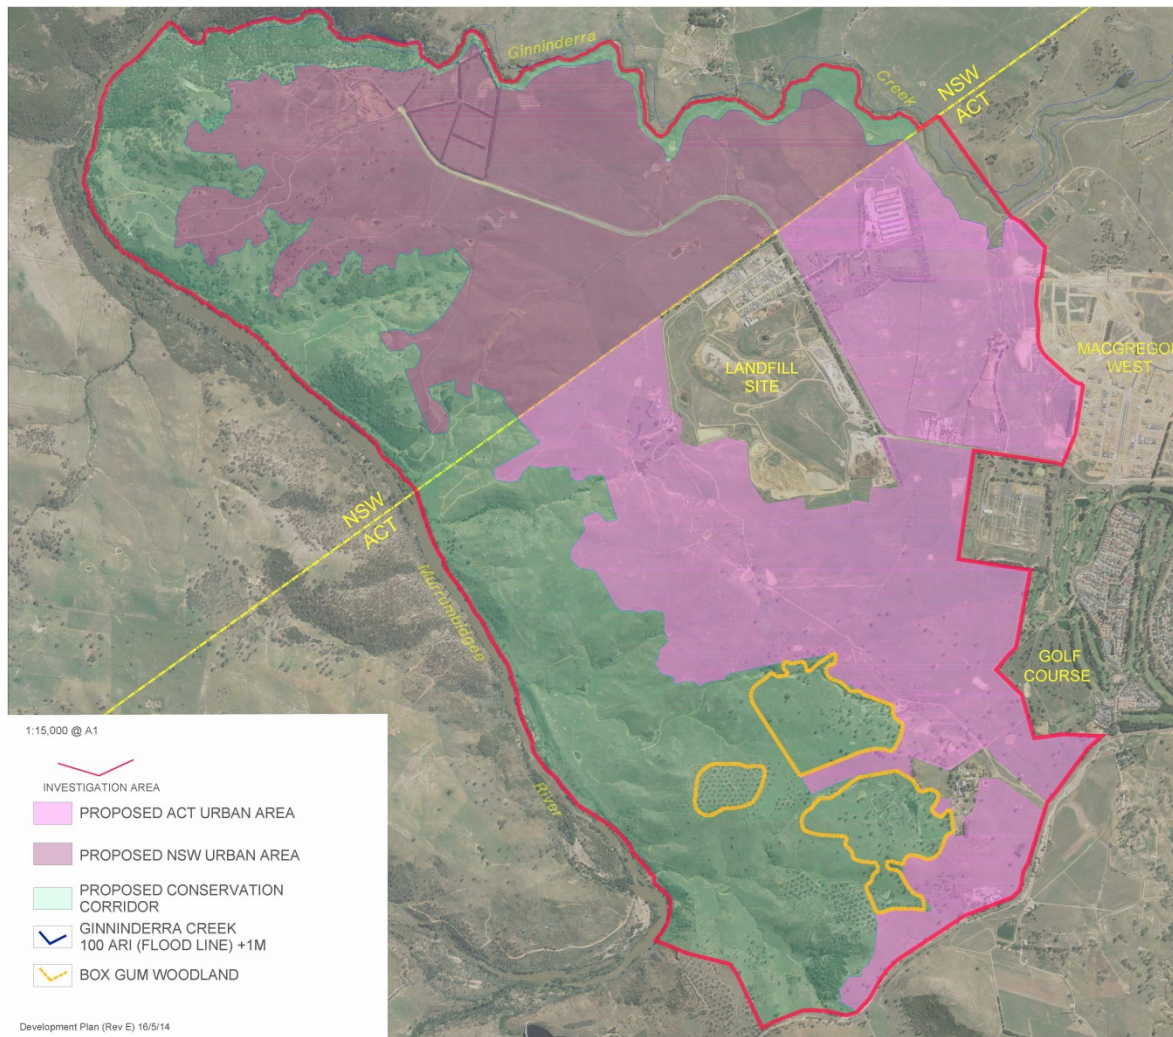 Ginninderra
Creek
NSW
ACT
MACGREGOR
WEST
LANDFILL
SITE
NSW
ACT
Murrumbidgee
River
GOLF
COURSE
1:15,000 @ A1
INVESTIGATION AREA
PROPOSED ACT URBAN AREA
PROPOSED NSW URBAN AREA
PROPOSED CONSERVATION
CORRIDOR
GINNINDERRA CREEK
100 ARI (FLOOD LINE) +1M
BOX GUM WOODLAND
Development Plan (Rev E) 16/5/14